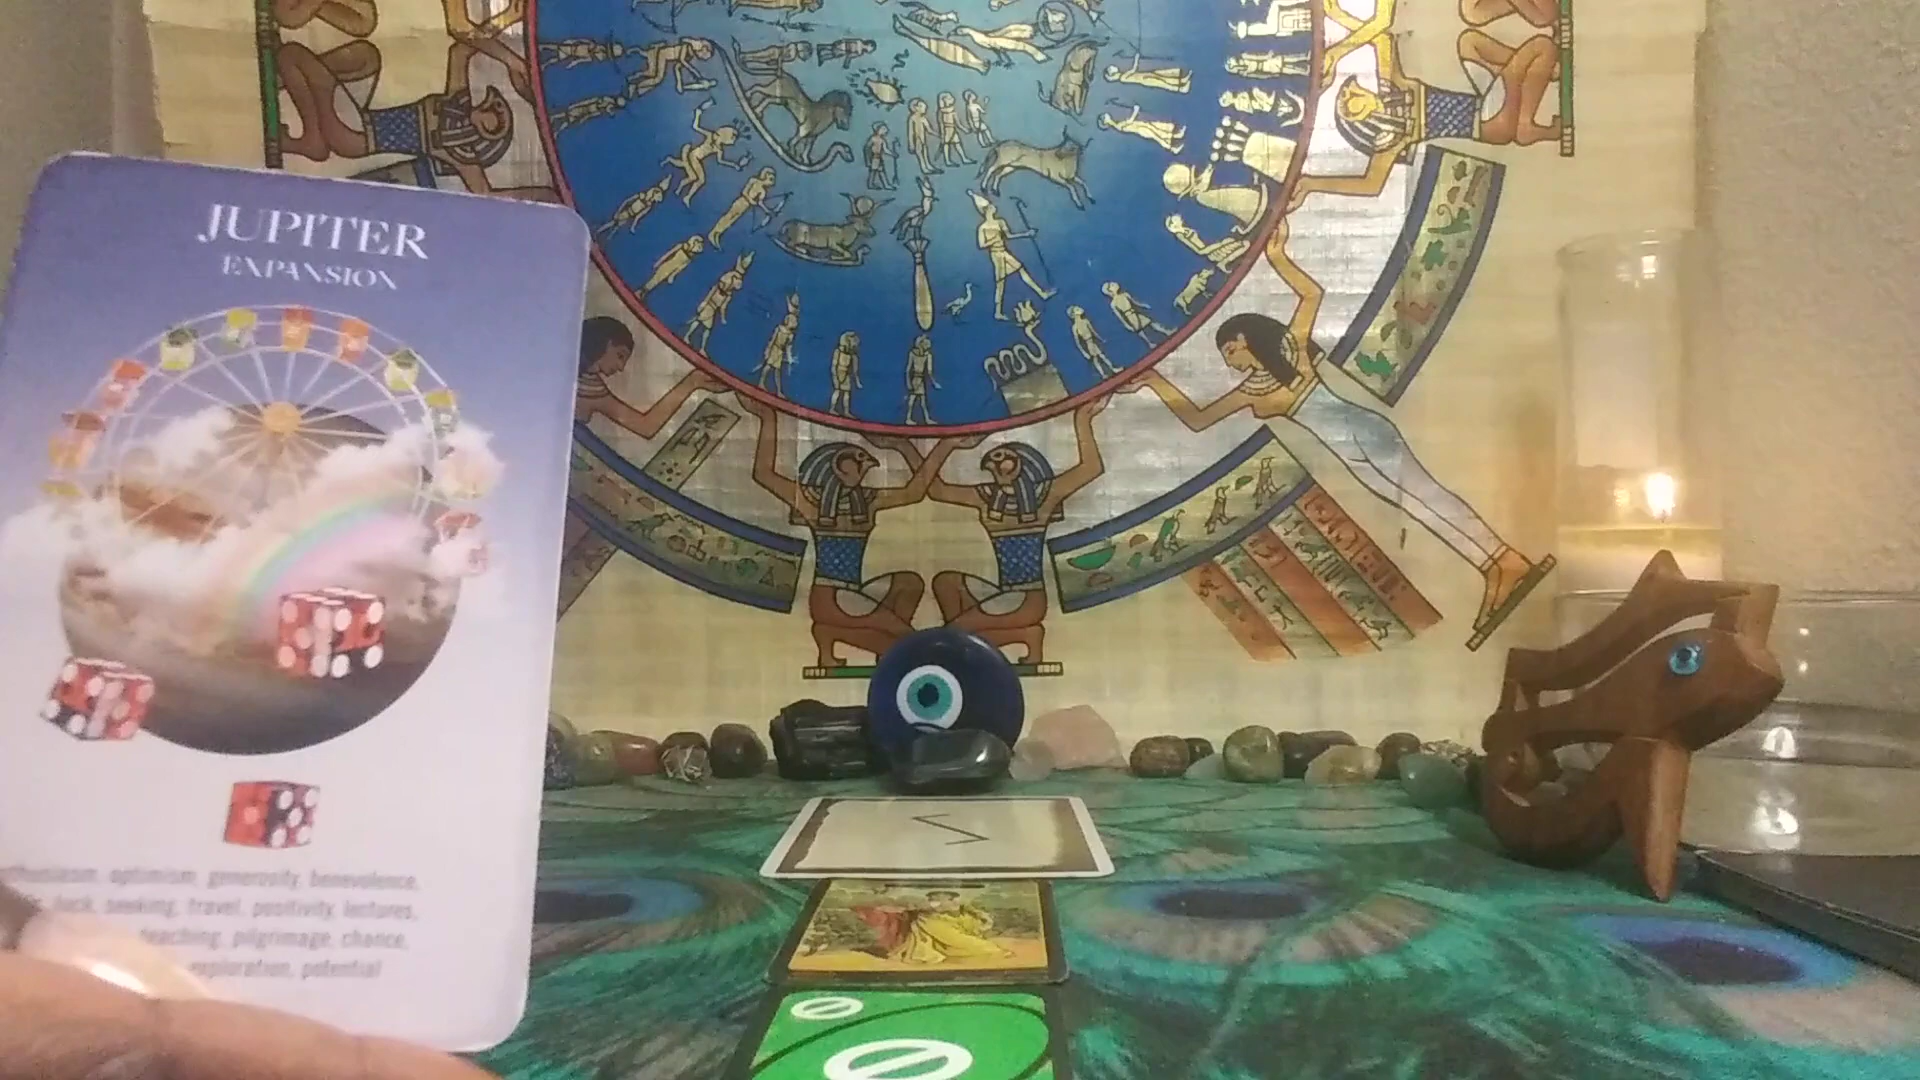 JUPITER
EXPANSION
optimism, generosity, benevolence,
luck, seeking, travel, positivity, lectures,
teaching, pilgrimage, chance,
exploration, potential